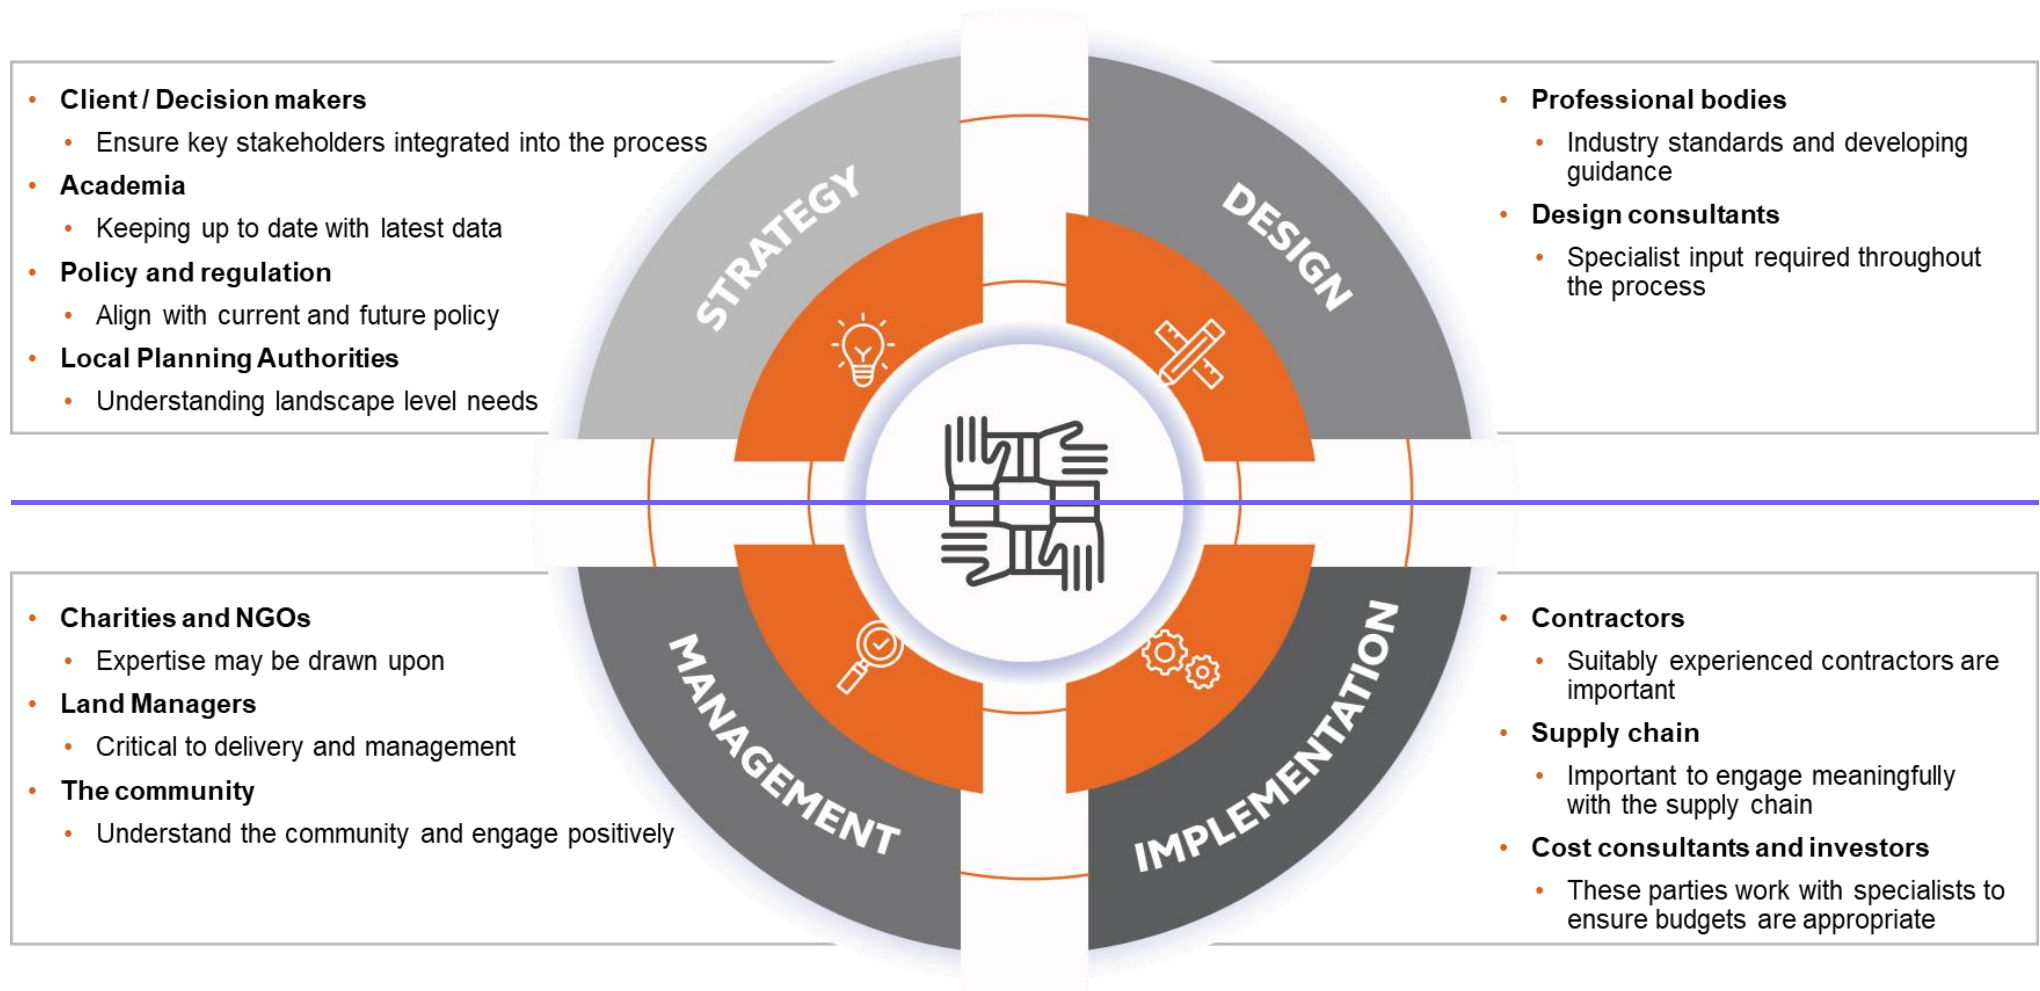 Client / Decision makers
Ensure key stakeholders integrated into the process
Academia
Keeping up to date with latest data
Policy and regulation
Align with current and future policy
Local Planning Authorities
Understanding landscape level needs
STRATEGY
DESIGN
Professional bodies
Industry standards and developing
guidance
Design consultants
Specialist input required throughout
the process
Charities and NGOs
Expertise may be drawn upon
Land Managers
Critical to delivery and management
The community
Understand the community and engage positively
MANAGEMENT
IMPLEMENTATION
Contractors
Suitably experienced contractors are
important
Supply chain
Important to engage meaningfully
with the supply chain
Cost consultants and investors
These parties work with specialists to
ensure budgets are appropriate